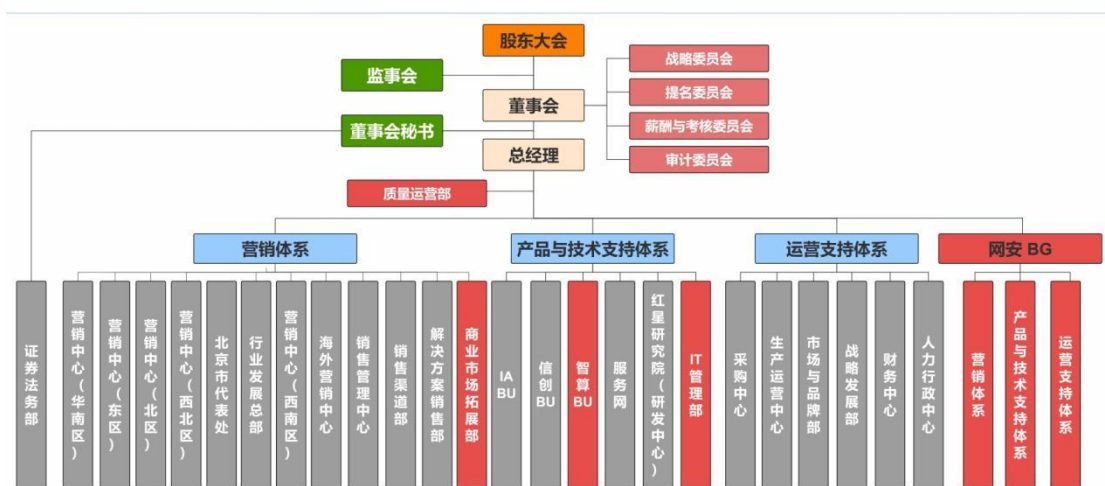 股东大会
监事会
战略委员会
提名委员会
董事会
薪酬与考核委员会
董事会秘书
总经理
审计委员会
质量运营部
营销体系
产品与技术支持体系
运营支持体系
网安 BG
证券法务部
营销中心（华南区）
营销中心（东区）
营销中心（北区）
营销中心（西北区）
北京市代表处
行业发展总部
营销中心（西南区）
海外营销中心
销售管理中心
销售渠道部
解决方案销售部
商业市场拓展部
IA BU
信创BU
智算BU
服务网
红星研究院（研发中心）
IT管理部
采购中心
生产运营中心
市场与品牌部
战略发展部
财务中心
人力行政中心
营销体系
产品与技术支持体系
运营支持体系